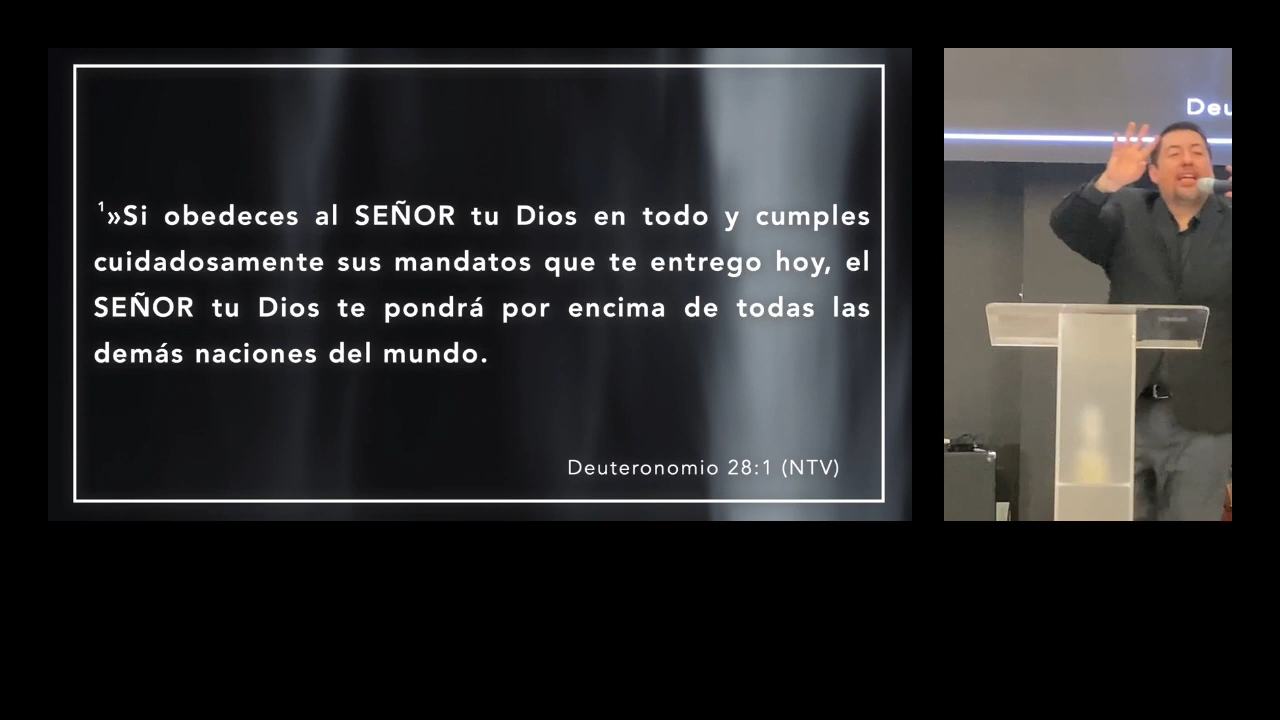 ¹»Si obedeces al SEÑOR tu Dios en todo y cumples
cuidadosamente sus mandatos que te entrego hoy, el
SEÑOR tu Dios te pondrá por encima de todas las
demás naciones del mundo.
Deuteronomio 28:1 (NTV)
Deu